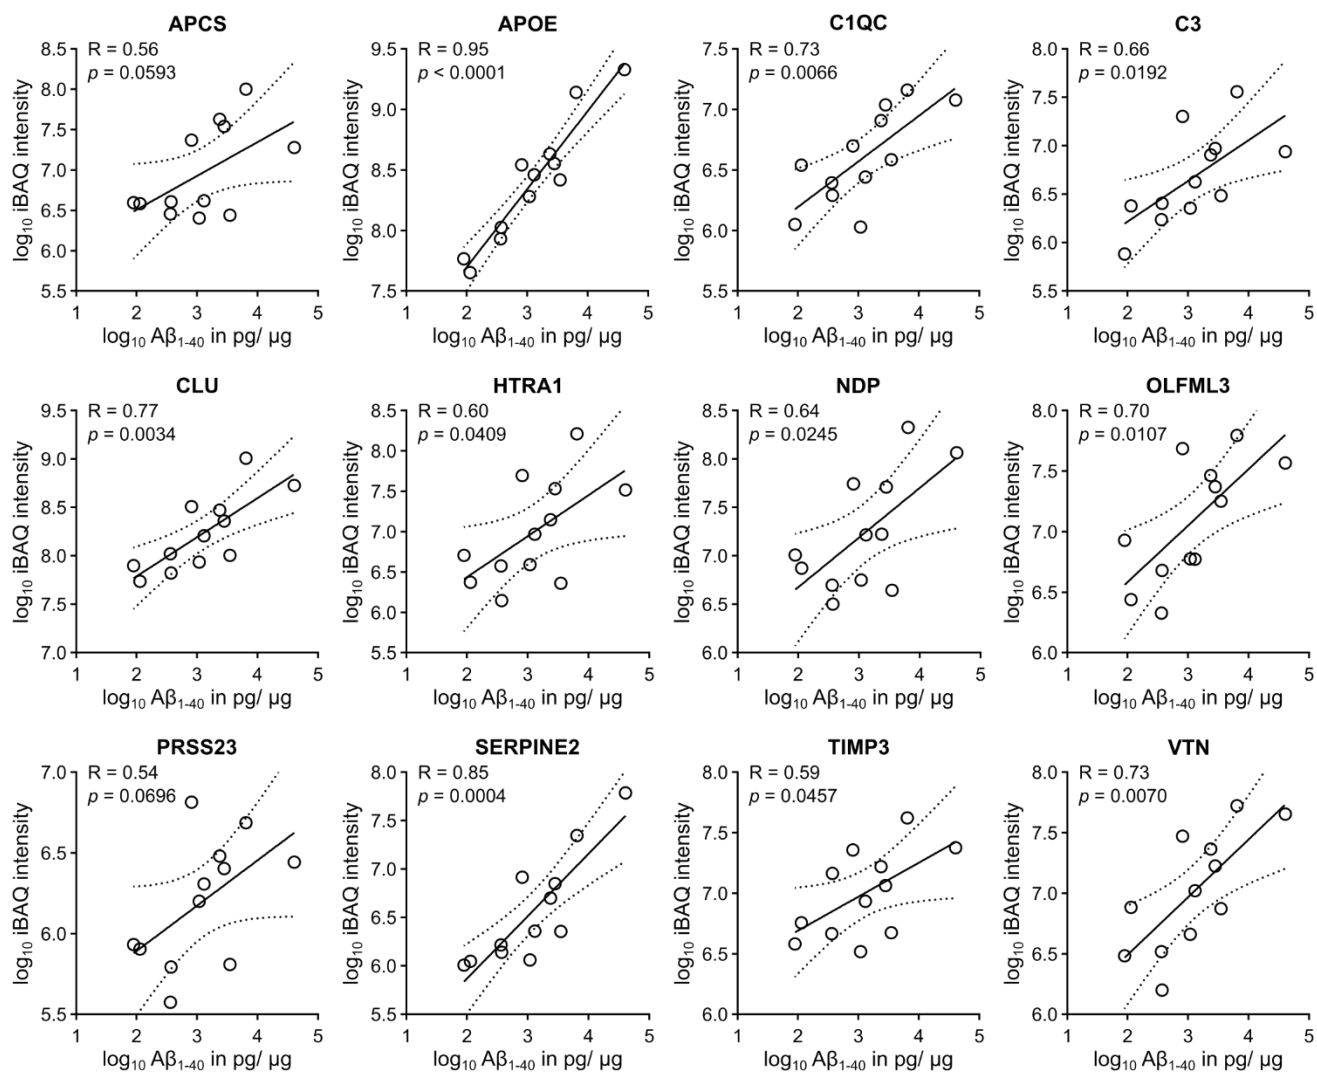 APCS
R = 0.56
p = 0.0593
8.5
8.0
7.5
7.0
6.5
6.0
5.5
log10 iBAQ intensity
1 2 3 4 5
log10 Aβ1-40 in pg/ µg
APOE
R = 0.95
p < 0.0001
9.5
9.0
8.5
8.0
7.5
log10 iBAQ intensity
1 2 3 4 5
log10 Aβ1-40 in pg/ µg
C1QC
R = 0.73
p = 0.0066
7.5
7.0
6.5
6.0
5.5
log10 iBAQ intensity
1 2 3 4 5
log10 Aβ1-40 in pg/ µg
C3
R = 0.66
p = 0.0192
8.0
7.5
7.0
6.5
6.0
5.5
log10 iBAQ intensity
1 2 3 4 5
log10 Aβ1-40 in pg/ µg
CLU
R = 0.77
p = 0.0034
9.5
9.0
8.5
8.0
7.5
7.0
log10 iBAQ intensity
1 2 3 4 5
log10 Aβ1-40 in pg/ µg
HTRA1
R = 0.60
p = 0.0409
8.5
8.0
7.5
7.0
6.5
6.0
5.5
log10 iBAQ intensity
1 2 3 4 5
log10 Aβ1-40 in pg/ µg
NDP
R = 0.64
p = 0.0245
8.5
8.0
7.5
7.0
6.5
6.0
log10 iBAQ intensity
1 2 3 4 5
log10 Aβ1-40 in pg/ µg
OLFML3
R = 0.70
p = 0.0107
8.0
7.5
7.0
6.5
6.0
log10 iBAQ intensity
1 2 3 4 5
log10 Aβ1-40 in pg/ µg
PRSS23
R = 0.54
p = 0.0696
7.0
6.5
6.0
5.5
log10 iBAQ intensity
1 2 3 4 5
log10 Aβ1-40 in pg/ µg
SERPINE2
R = 0.85
p = 0.0004
8.0
7.5
7.0
6.5
6.0
5.5
log10 iBAQ intensity
1 2 3 4 5
log10 Aβ1-40 in pg/ µg
TIMP3
R = 0.59
p = 0.0457
8.0
7.5
7.0
6.5
6.0
log10 iBAQ intensity
1 2 3 4 5
log10 Aβ1-40 in pg/ µg
VTN
R = 0.73
p = 0.0070
8.0
7.5
7.0
6.5
6.0
log10 iBAQ intensity
1 2 3 4 5
log10 Aβ1-40 in pg/ µg